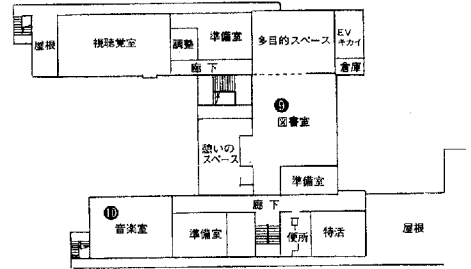 屋根
視聴覚室
調整
準備室
多目的スペース
EV
キカイ
倉庫
廊下
❾
図書室
憩いの
スペース
準備室
廊下
❿
音楽室
準備室
便所
特活
屋根